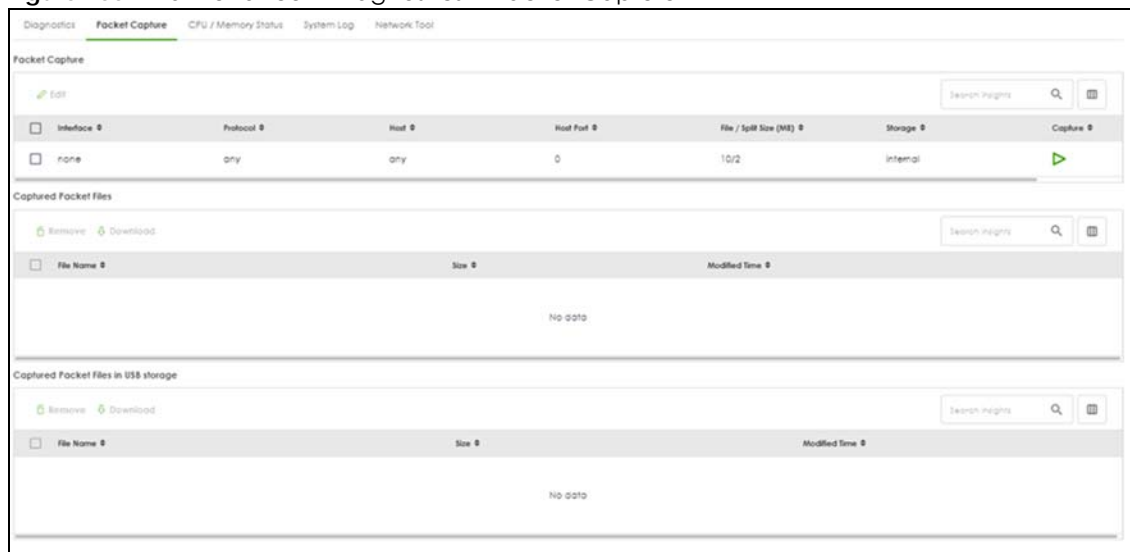 Diagnostics Packet Capture CPU / Memory Status System Log Network Tool
Packet Capture
Edit
Search insights
Interface Protocol Host Host Port File / Split Size (MB) Storage Capture
none any any 0 10/2 internal
Captured Packet Files
Remove Download
Search insights
File Name Size Modified Time
No data
Captured Packet Files in USB storage
Remove Download
Search insights
File Name Size Modified Time
No data